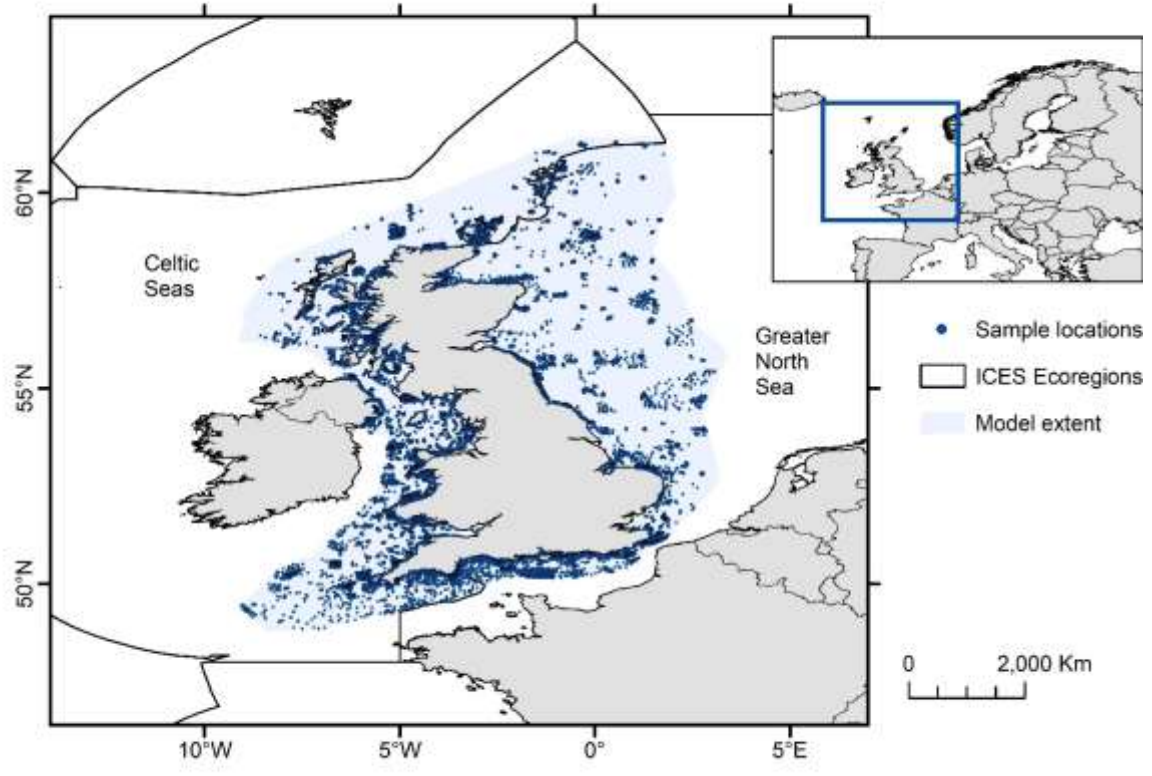 60°N
55°N
50°N
Celtic
Seas
Greater
North
Sea
Sample locations
ICES Ecoregions
Model extent
0 2,000 Km
10°W 5°W 0° 5°E